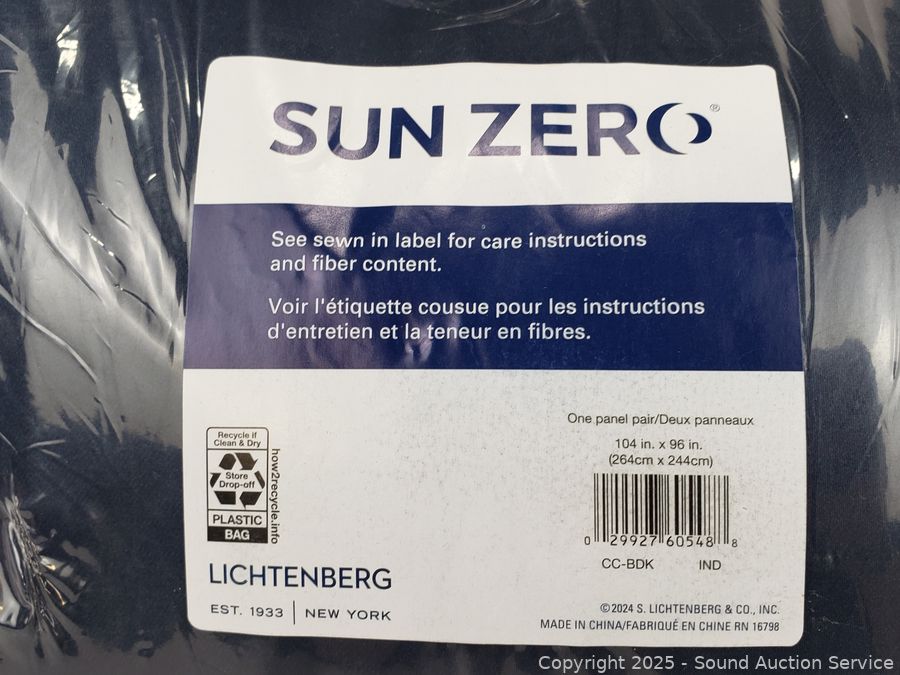 SUN ZERO®
See sewn in label for care instructions
and fiber content.
Voir l'étiquette cousue pour les instructions
d'entretien et la teneur en fibres.
One panel pair/Deux panneaux
104 in. x 96 in.
(264cm x 244cm)
0 29927 60548 8
CC-BDK IND
Recycle if
Clean & Dry
Store
Drop-off
PLASTIC
BAG
how2recycle.info
LICHTENBERG
EST. 1933 | NEW YORK
©2024 S. LICHTENBERG & CO., INC.
MADE IN CHINA/FABRIQUÉ EN CHINE RN 16798
Copyright 2025 - Sound Auction Service